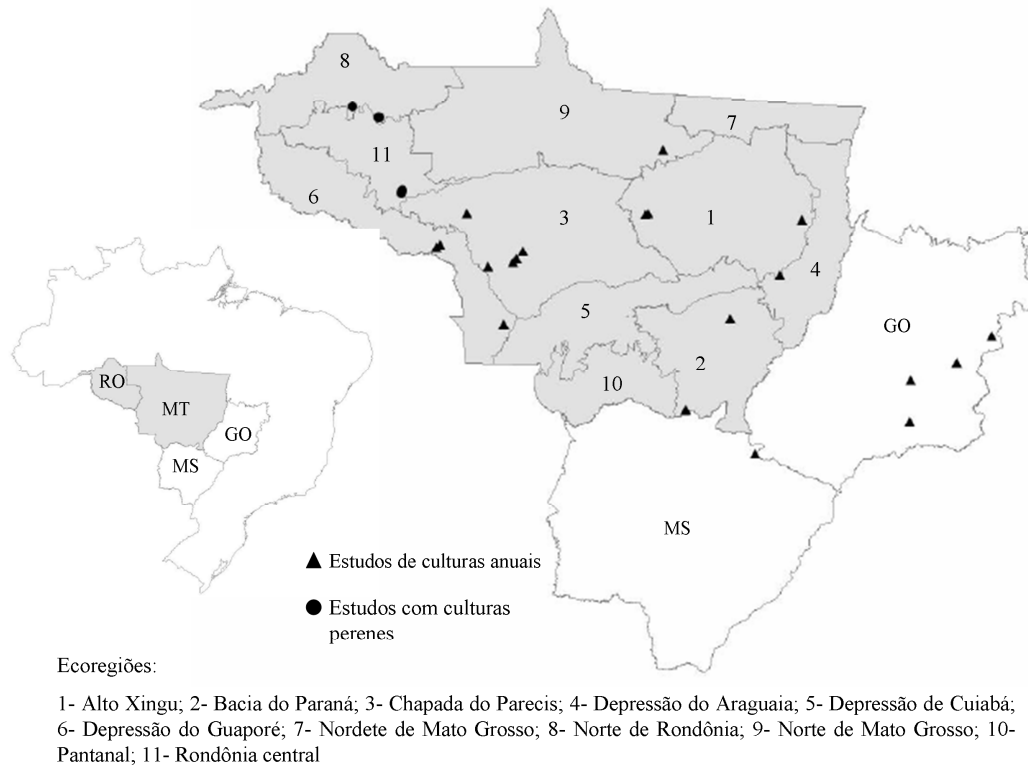 8
9
7
11
6
3
1
4
5
GO
2
10
RO
MT
GO
MS
MS
Estudos de culturas anuais
Estudos com culturas
perenes
Ecoregiões:
1- Alto Xingu; 2- Bacia do Paraná; 3- Chapada do Parecis; 4- Depressão do Araguaia; 5- Depressão de Cuiabá;
6- Depressão do Guaporé; 7- Nordete de Mato Grosso; 8- Norte de Rondônia; 9- Norte de Mato Grosso; 10-
Pantanal; 11- Rondônia central